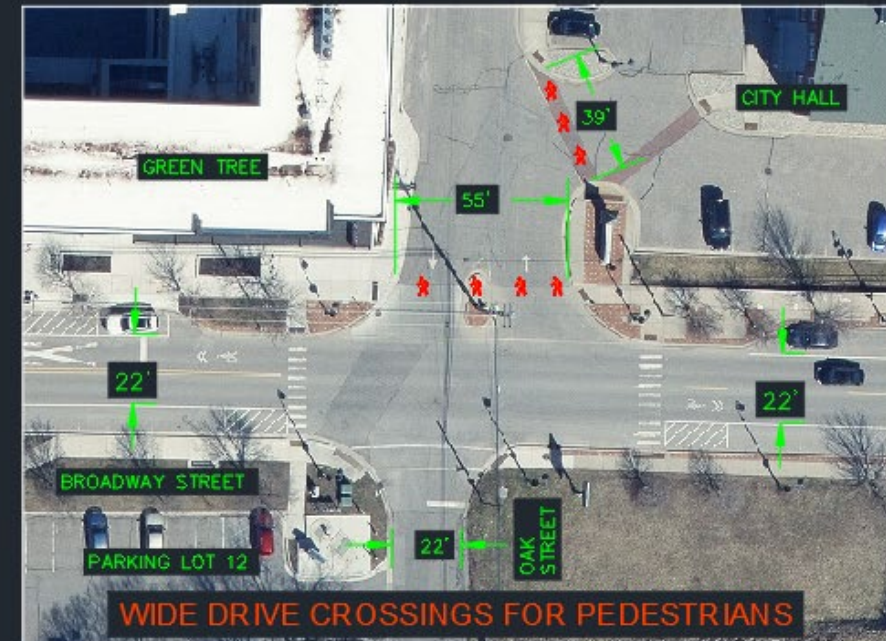 CITY HALL
39'
GREEN TREE
55'
22'
22'
BROADWAY STREET
PARKING LOT 12
22'
OAK
STREET
WIDE DRIVE CROSSINGS FOR PEDESTRIANS